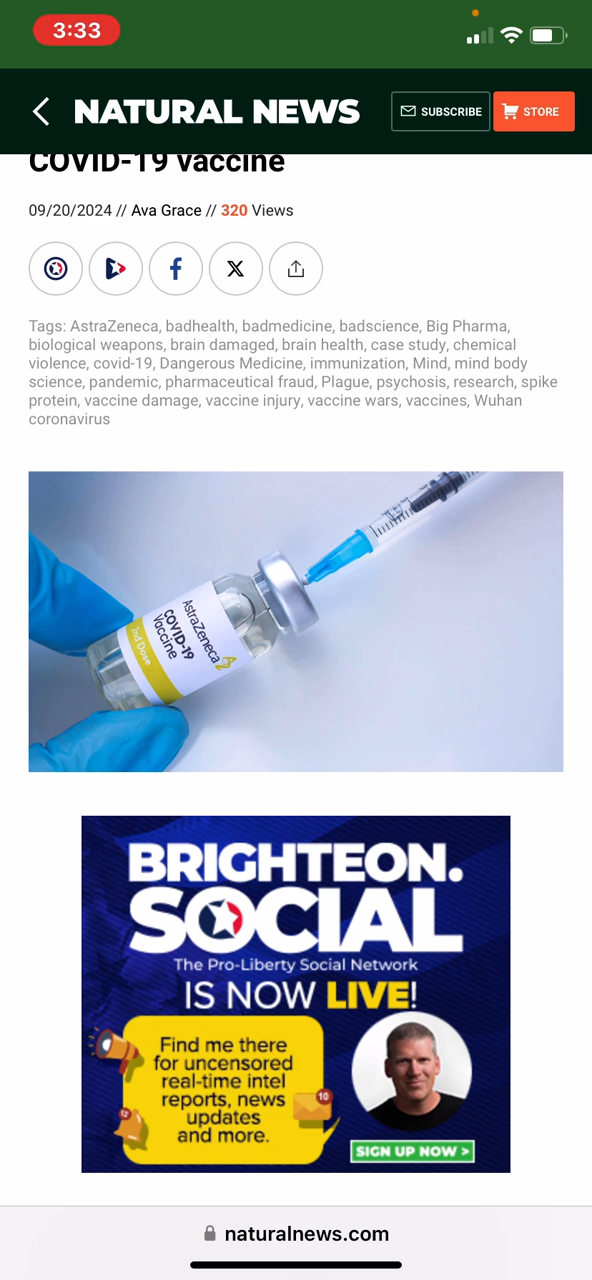 3:33
NATURAL NEWS
SUBSCRIBE
STORE
COVID-19 vaccine
09/20/2024 // Ava Grace // 320 Views
Tags: AstraZeneca, badhealth, badmedicine, badscience, Big Pharma,
biological weapons, brain damaged, brain health, case study, chemical
violence, covid-19, Dangerous Medicine, immunization, Mind, mind body
science, pandemic, pharmaceutical fraud, Plague, psychosis, research, spike
protein, vaccine damage, vaccine injury, vaccine wars, vaccines, Wuhan
coronavirus
AstraZeneca
COVID-19
Vaccine
2nd Dose
BRIGHTEON.
SOCIAL
The Pro-Liberty Social Network
IS NOW LIVE!
Find me there
for uncensored
real-time intel
reports, news
updates
and more.
10
12
SIGN UP NOW >
naturalnews.com